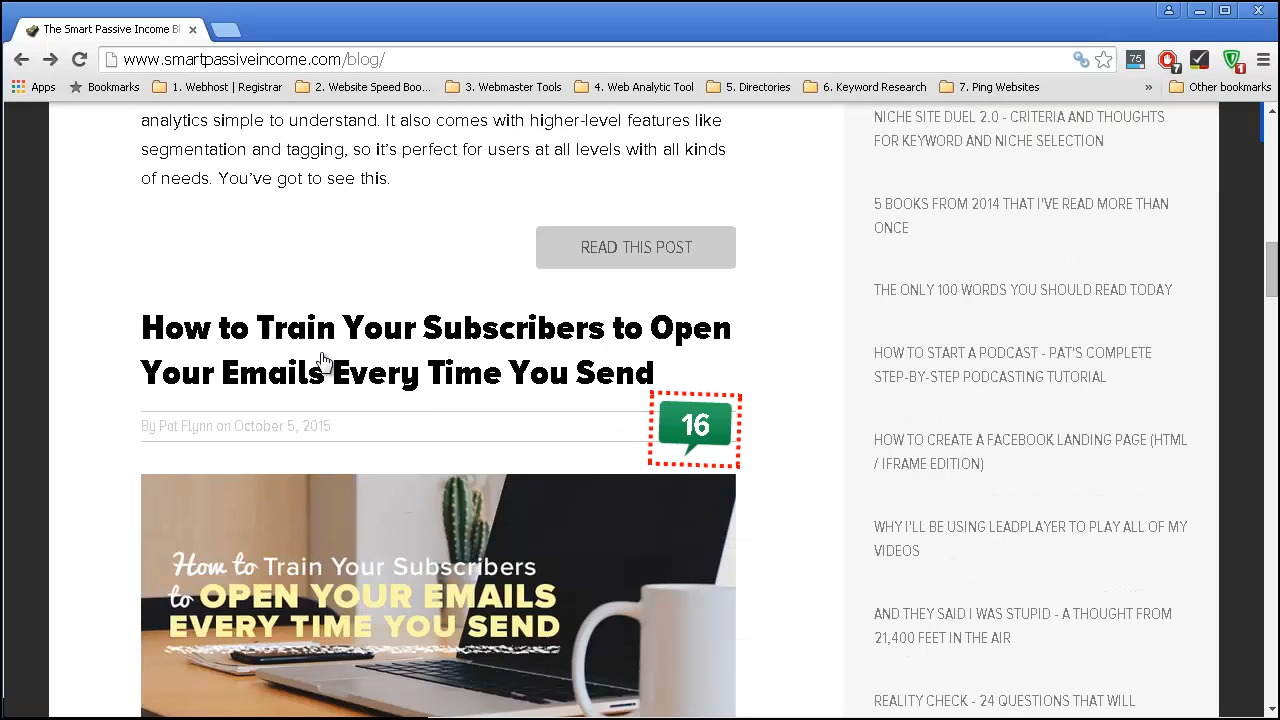 The Smart Passive Income Bl
www.smartpassiveincome.com/blog/
75
7
1
Apps
Bookmarks
1. Webhost | Registrar
2. Website Speed Boo...
3. Webmaster Tools
4. Web Analytic Tool
5. Directories
6. Keyword Research
7. Ping Websites
»
Other bookmarks
analytics simple to understand. It also comes with higher-level features like
segmentation and tagging, so it's perfect for users at all levels with all kinds
of needs. You've got to see this.
READ THIS POST
How to Train Your Subscribers to Open
Your Emails Every Time You Send
By Pat Flynn on October 5, 2015
16
How to Train Your Subscribers
to OPEN YOUR EMAILS
EVERY TIME YOU SEND
NICHE SITE DUEL 2.0 - CRITERIA AND THOUGHTS
FOR KEYWORD AND NICHE SELECTION
5 BOOKS FROM 2014 THAT I'VE READ MORE THAN
ONCE
THE ONLY 100 WORDS YOU SHOULD READ TODAY
HOW TO START A PODCAST - PAT'S COMPLETE
STEP-BY-STEP PODCASTING TUTORIAL
HOW TO CREATE A FACEBOOK LANDING PAGE (HTML
/ IFRAME EDITION)
WHY I'LL BE USING LEADPLAYER TO PLAY ALL OF MY
VIDEOS
AND THEY SAID I WAS STUPID - A THOUGHT FROM
21,400 FEET IN THE AIR
REALITY CHECK - 24 QUESTIONS THAT WILL